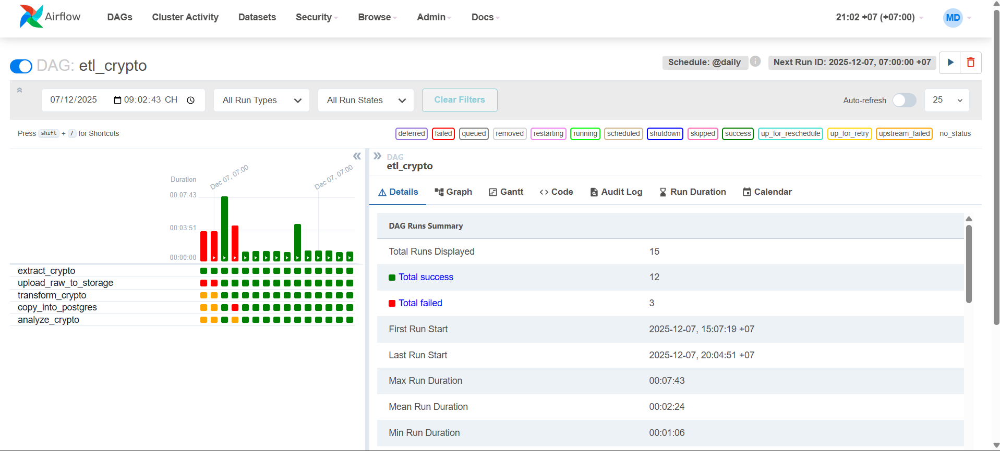 Airflow DAGs Cluster Activity Datasets Security Browse Admin Docs 21:02 +07 (+07:00) MD
DAG: etl_crypto Schedule: @daily i Next Run ID: 2025-12-07, 07:00:00 +07
07/12/2025 09:02:43 CH All Run Types All Run States Clear Filters Auto-refresh 25
Press shift + / for Shortcuts deferred failed queued removed restarting running scheduled shutdown skipped success up_for_reschedule up_for_retry upstream_failed no_status
Duration
Dec 07, 07:00
Dec 07, 07:00
00:07:43
00:03:51
00:00:00
extract_crypto
upload_raw_to_storage
transform_crypto
copy_into_postgres
analyze_crypto
DAG
etl_crypto
Details Graph Gantt Code Audit Log Run Duration Calendar
DAG Runs Summary
Total Runs Displayed 15
Total success 12
Total failed 3
First Run Start 2025-12-07, 15:07:19 +07
Last Run Start 2025-12-07, 20:04:51 +07
Max Run Duration 00:07:43
Mean Run Duration 00:02:24
Min Run Duration 00:01:06